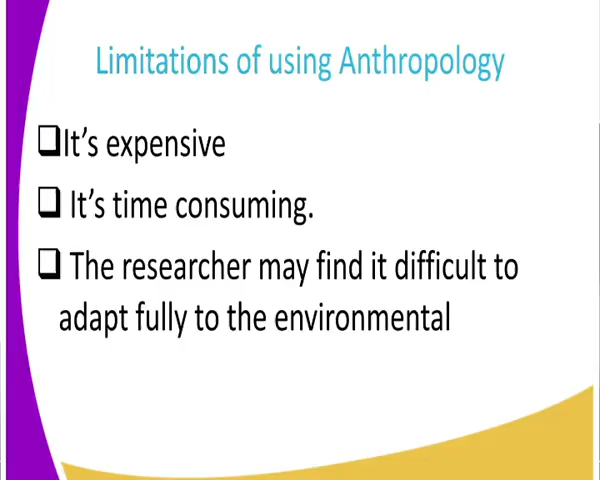 Limitations of using Anthropology
❑It’s expensive
❑ It’s time consuming.
❑ The researcher may find it difficult to
adapt fully to the environmental